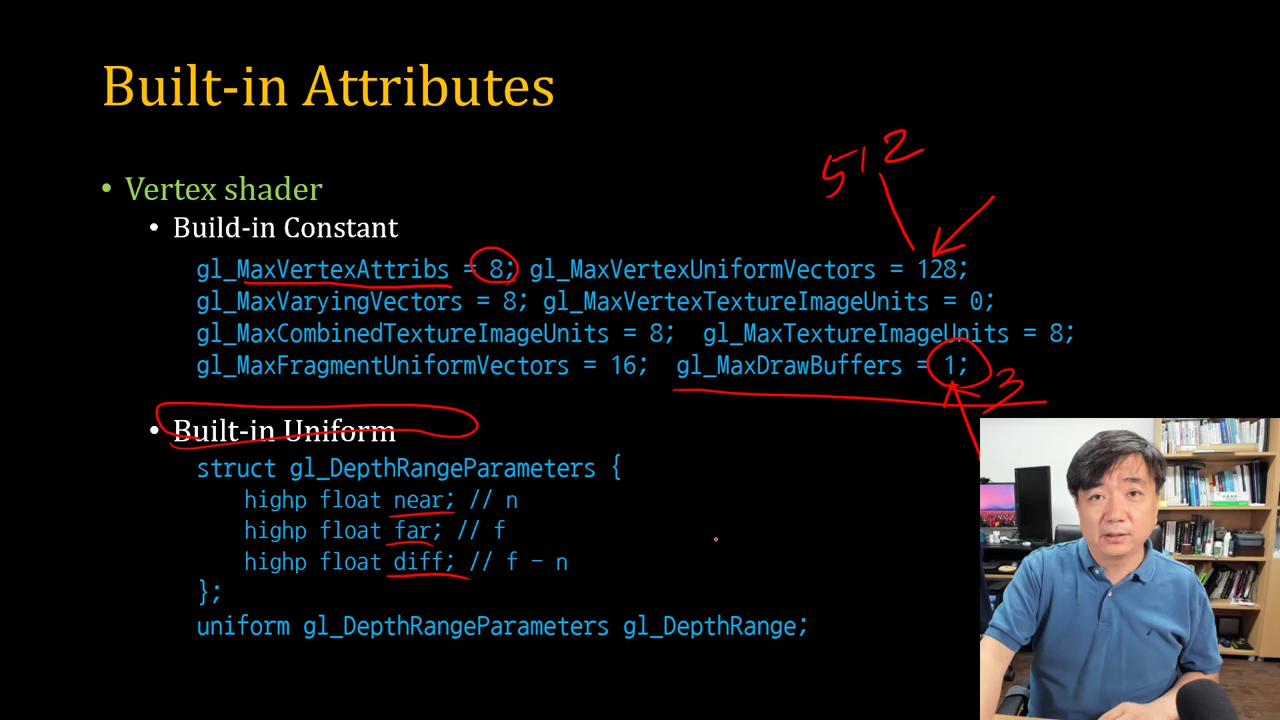 Built-in Attributes
• Vertex shader
• Build-in Constant
512
gl_MaxVertexAttribs = 8; gl_MaxVertexUniformVectors = 128;
gl_MaxVaryingVectors = 8; gl_MaxVertexTextureImageUnits = 0;
gl_MaxCombinedTextureImageUnits = 8; gl_MaxTextureImageUnits = 8;
gl_MaxFragmentUniformVectors = 16; gl_MaxDrawBuffers = 1;
3
• Built-in Uniform
struct gl_DepthRangeParameters {
highp float near; // n
highp float far; // f
highp float diff; // f - n
};
uniform gl_DepthRangeParameters gl_DepthRange;